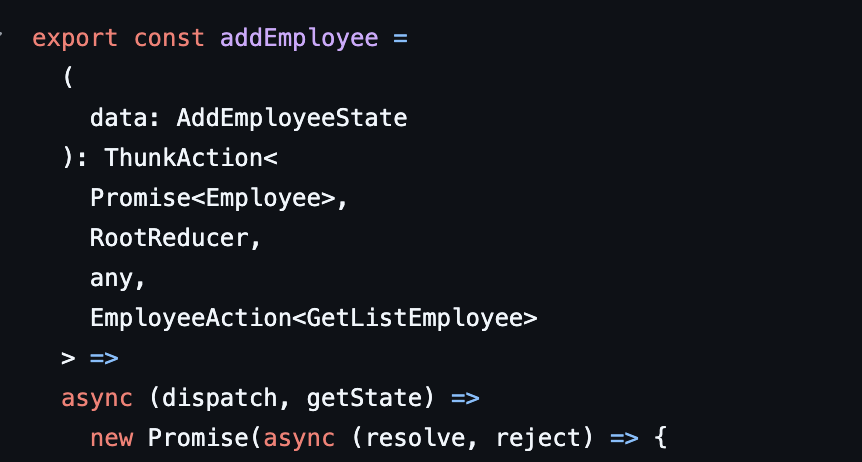 export const addEmployee =
(
data: AddEmployeeState
): ThunkAction<
Promise<Employee>,
RootReducer,
any,
EmployeeAction<GetListEmployee>
> =>
async (dispatch, getState) =>
new Promise(async (resolve, reject) => {